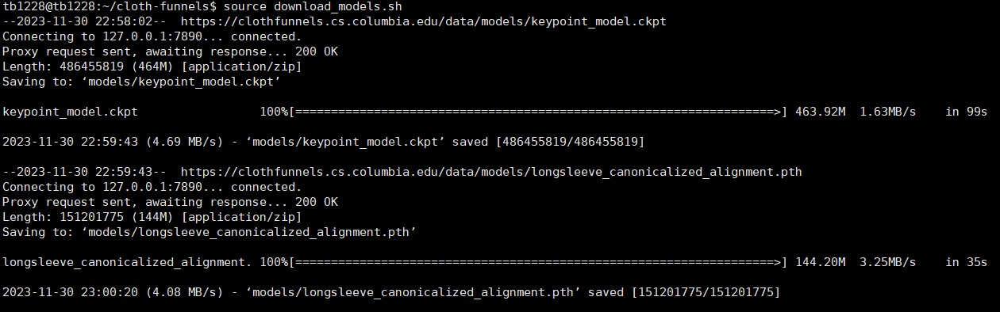 tb1228@tb1228:~/cloth-funnels$ source download_models.sh
--2023-11-30 22:58:02--  https://clothfunnels.cs.columbia.edu/data/models/keypoint_model.ckpt
Connecting to 127.0.0.1:7890... connected.
Proxy request sent, awaiting response... 200 OK
Length: 486455819 (464M) [application/zip]
Saving to: ‘models/keypoint_model.ckpt’
keypoint_model.ckpt                 100%[===================================================================>] 463.92M  1.63MB/s    in 99s
2023-11-30 22:59:43 (4.69 MB/s) - ‘models/keypoint_model.ckpt’ saved [486455819/486455819]
--2023-11-30 22:59:43--  https://clothfunnels.cs.columbia.edu/data/models/longsleeve_canonicalized_alignment.pth
Connecting to 127.0.0.1:7890... connected.
Proxy request sent, awaiting response... 200 OK
Length: 151201775 (144M) [application/zip]
Saving to: ‘models/longsleeve_canonicalized_alignment.pth’
longsleeve_canonicalized_alignment. 100%[===================================================================>] 144.20M  3.25MB/s    in 35s
2023-11-30 23:00:20 (4.08 MB/s) - ‘models/longsleeve_canonicalized_alignment.pth’ saved [151201775/151201775]